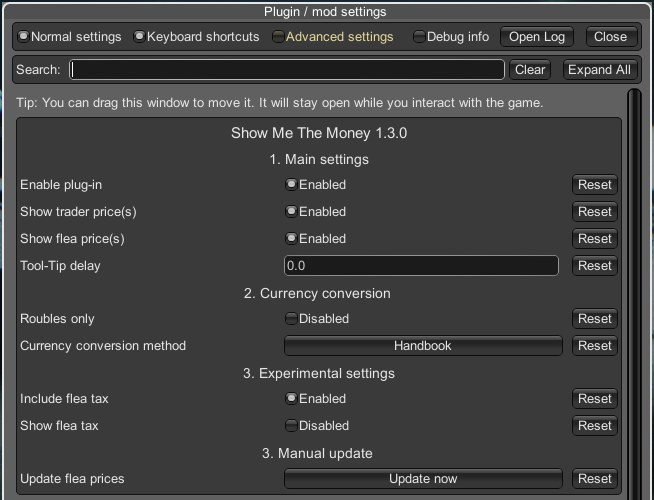 Plugin / mod settings
Normal settings Keyboard shortcuts Advanced settings Debug info Open Log Close
Search: Clear Expand All
Tip: You can drag this window to move it. It will stay open while you interact with the game.
Show Me The Money 1.3.0
1. Main settings
Enable plug-in Enabled Reset
Show trader price(s) Enabled Reset
Show flea price(s) Enabled Reset
Tool-Tip delay 0.0 Reset
2. Currency conversion
Roubles only Disabled Reset
Currency conversion method Handbook Reset
3. Experimental settings
Include flea tax Enabled Reset
Show flea tax Disabled Reset
3. Manual update
Update flea prices Update now Reset